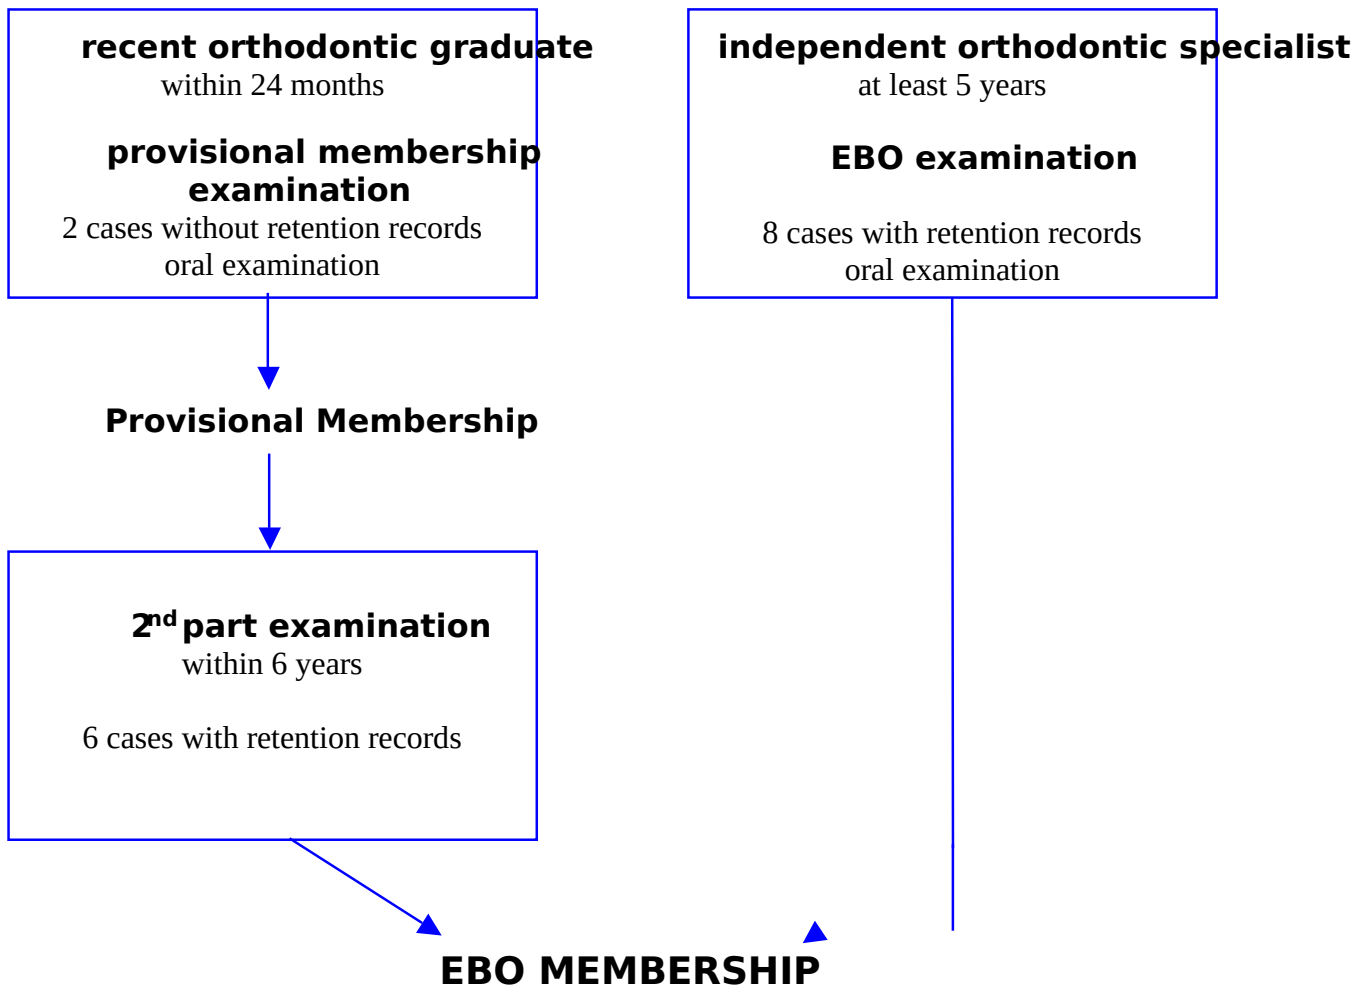 recent orthodontic graduate
within 24 months
provisional membership
examination
2 cases without retention records
oral examination
independent orthodontic specialist
at least 5 years
EBO examination
8 cases with retention records
oral examination
Provisional Membership
2nd part examination
within 6 years
6 cases with retention records
EBO MEMBERSHIP